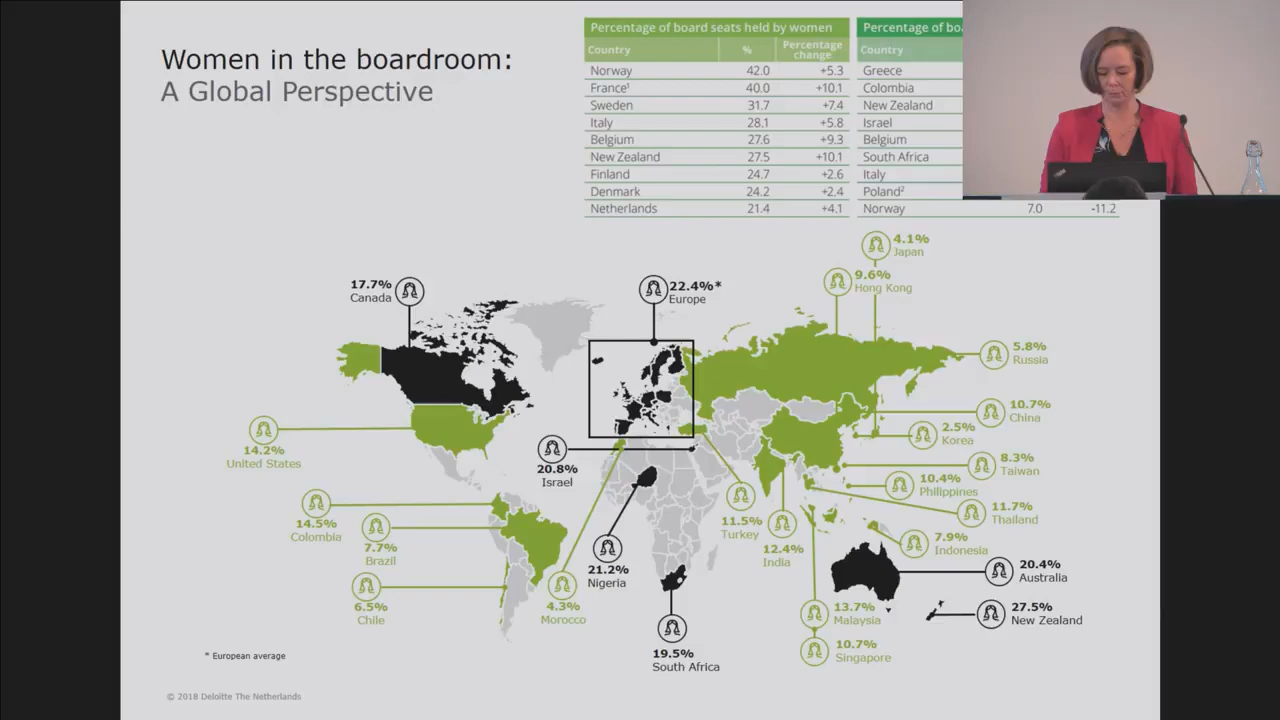 Women in the boardroom:
A Global Perspective
Percentage of board seats held by women
Country % Percentage change
Norway 42.0 +5.3
France¹ 40.0 +10.1
Sweden 31.7 +7.4
Italy 28.1 +5.8
Belgium 27.6 +9.3
New Zealand 27.5 +10.1
Finland 24.7 +2.6
Denmark 24.2 +2.4
Netherlands 21.4 +4.1
Percentage of
Country
Greece
Colombia
New Zealand
Israel
Belgium
South Africa
Italy
Poland²
Norway 7.0 -11.2
4.1%
Japan
9.6%
Hong Kong
17.7%
Canada
22.4%*
Europe
5.8%
Russia
10.7%
China
2.5%
Korea
14.2%
United States
20.8%
Israel
8.3%
Taiwan
10.4%
Philippines
11.7%
Thailand
14.5%
Colombia
7.7%
Brazil
11.5%
Turkey
12.4%
India
7.9%
Indonesia
21.2%
Nigeria
20.4%
Australia
6.5%
Chile
4.3%
Morocco
13.7%
Malaysia
27.5%
New Zealand
10.7%
Singapore
19.5%
South Africa
* European average
© 2018 Deloitte The Netherlands